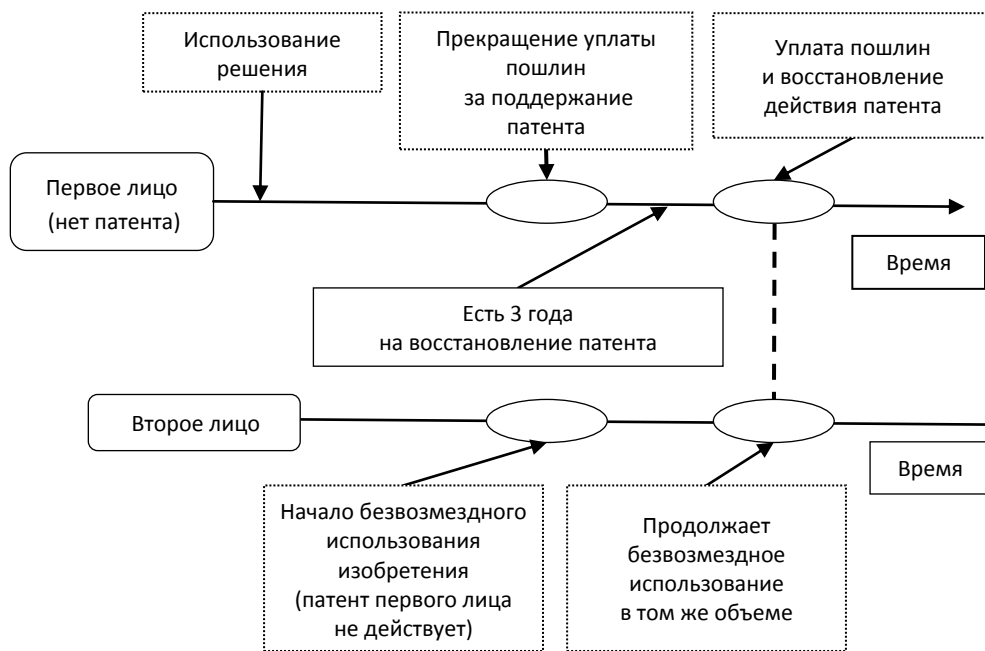 Использование
решения
Прекращение уплаты
пошлин
за поддержание
патента
Уплата пошлин
и восстановление
действия патента
Первое лицо
(нет патента)
Время
Есть 3 года
на восстановление патента
Второе лицо
Время
Начало безвозмездного
использования
изобретения
(патент первого лица
не действует)
Продолжает
безвозмездное
использование
в том же объеме